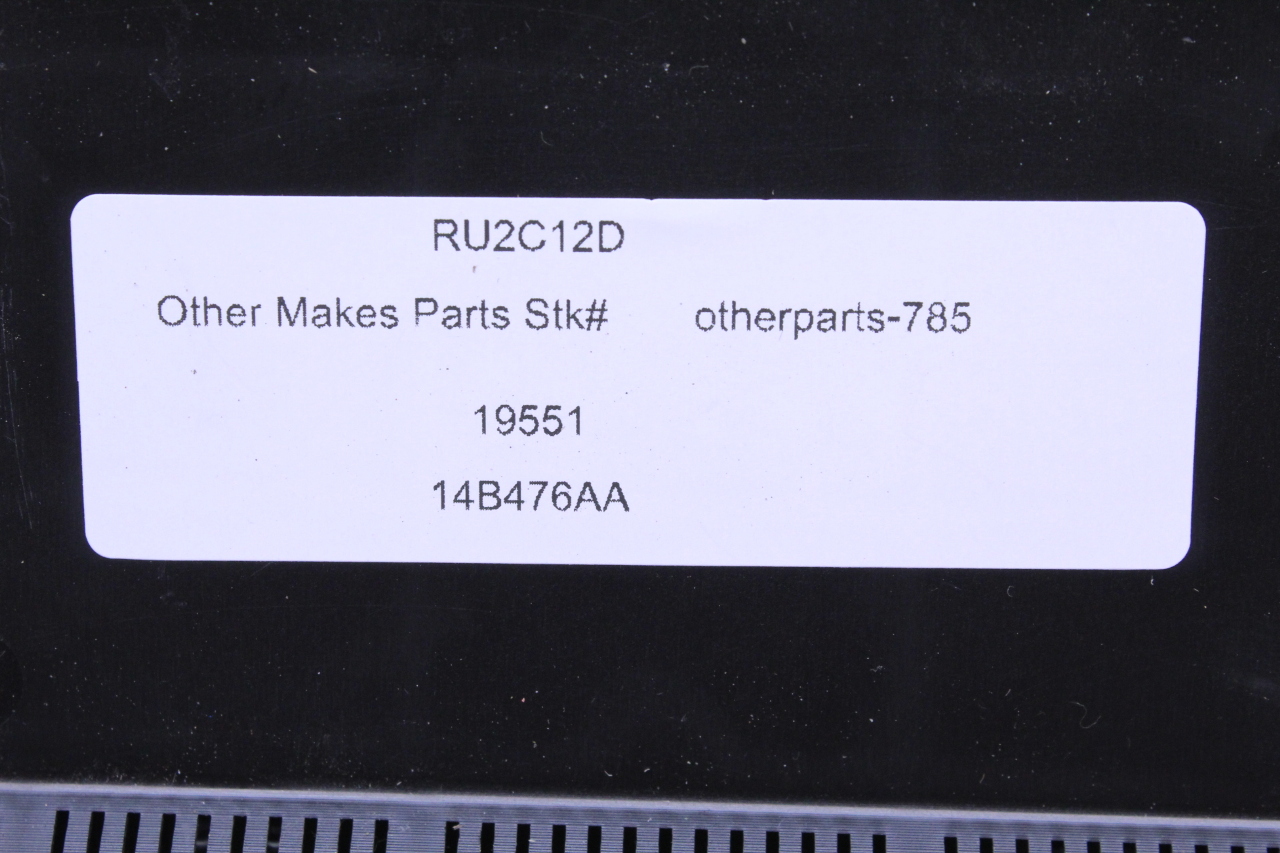 RU2C12D
Other Makes Parts Stk# otherparts-785
19551
14B476AA